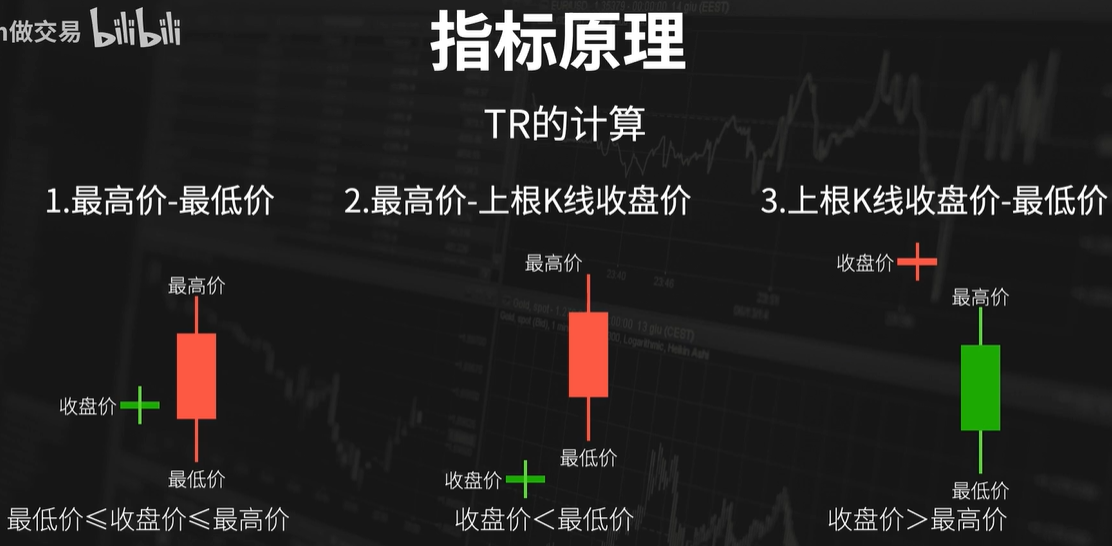 n做交易 bilibili
指标原理
TR的计算
1.最高价-最低价
2.最高价-上根K线收盘价
3.上根K线收盘价-最低价
最高价
收盘价
最低价
最低价≤收盘价≤最高价
最高价
最低价
收盘价
收盘价＜最低价
收盘价
最高价
最低价
收盘价＞最高价